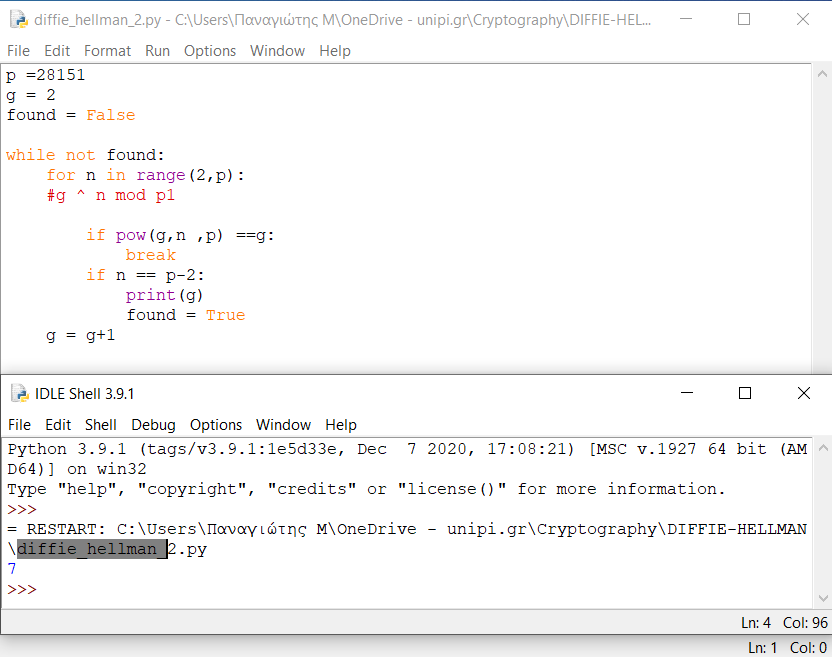 diffie_hellman_2.py - C:\Users\Παναγιώτης Μ\OneDrive - unipi.gr\Cryptography\DIFFIE-HEL...
File Edit Format Run Options Window Help
p =28151
g = 2
found = False
while not found:
    for n in range(2,p):
    #g ^ n mod p1
        if pow(g,n ,p) ==g:
            break
        if n == p-2:
            print(g)
            found = True
    g = g+1
IDLE Shell 3.9.1
File Edit Shell Debug Options Window Help
Python 3.9.1 (tags/v3.9.1:1e5d33e, Dec  7 2020, 17:08:21) [MSC v.1927 64 bit (AM
D64)] on win32
Type "help", "copyright", "credits" or "license()" for more information.
>>>
= RESTART: C:\Users\Παναγιώτης Μ\OneDrive - unipi.gr\Cryptography\DIFFIE-HELLMAN
\diffie_hellman_2.py
7
>>>
Ln: 4 Col: 96
Ln: 1 Col: 0